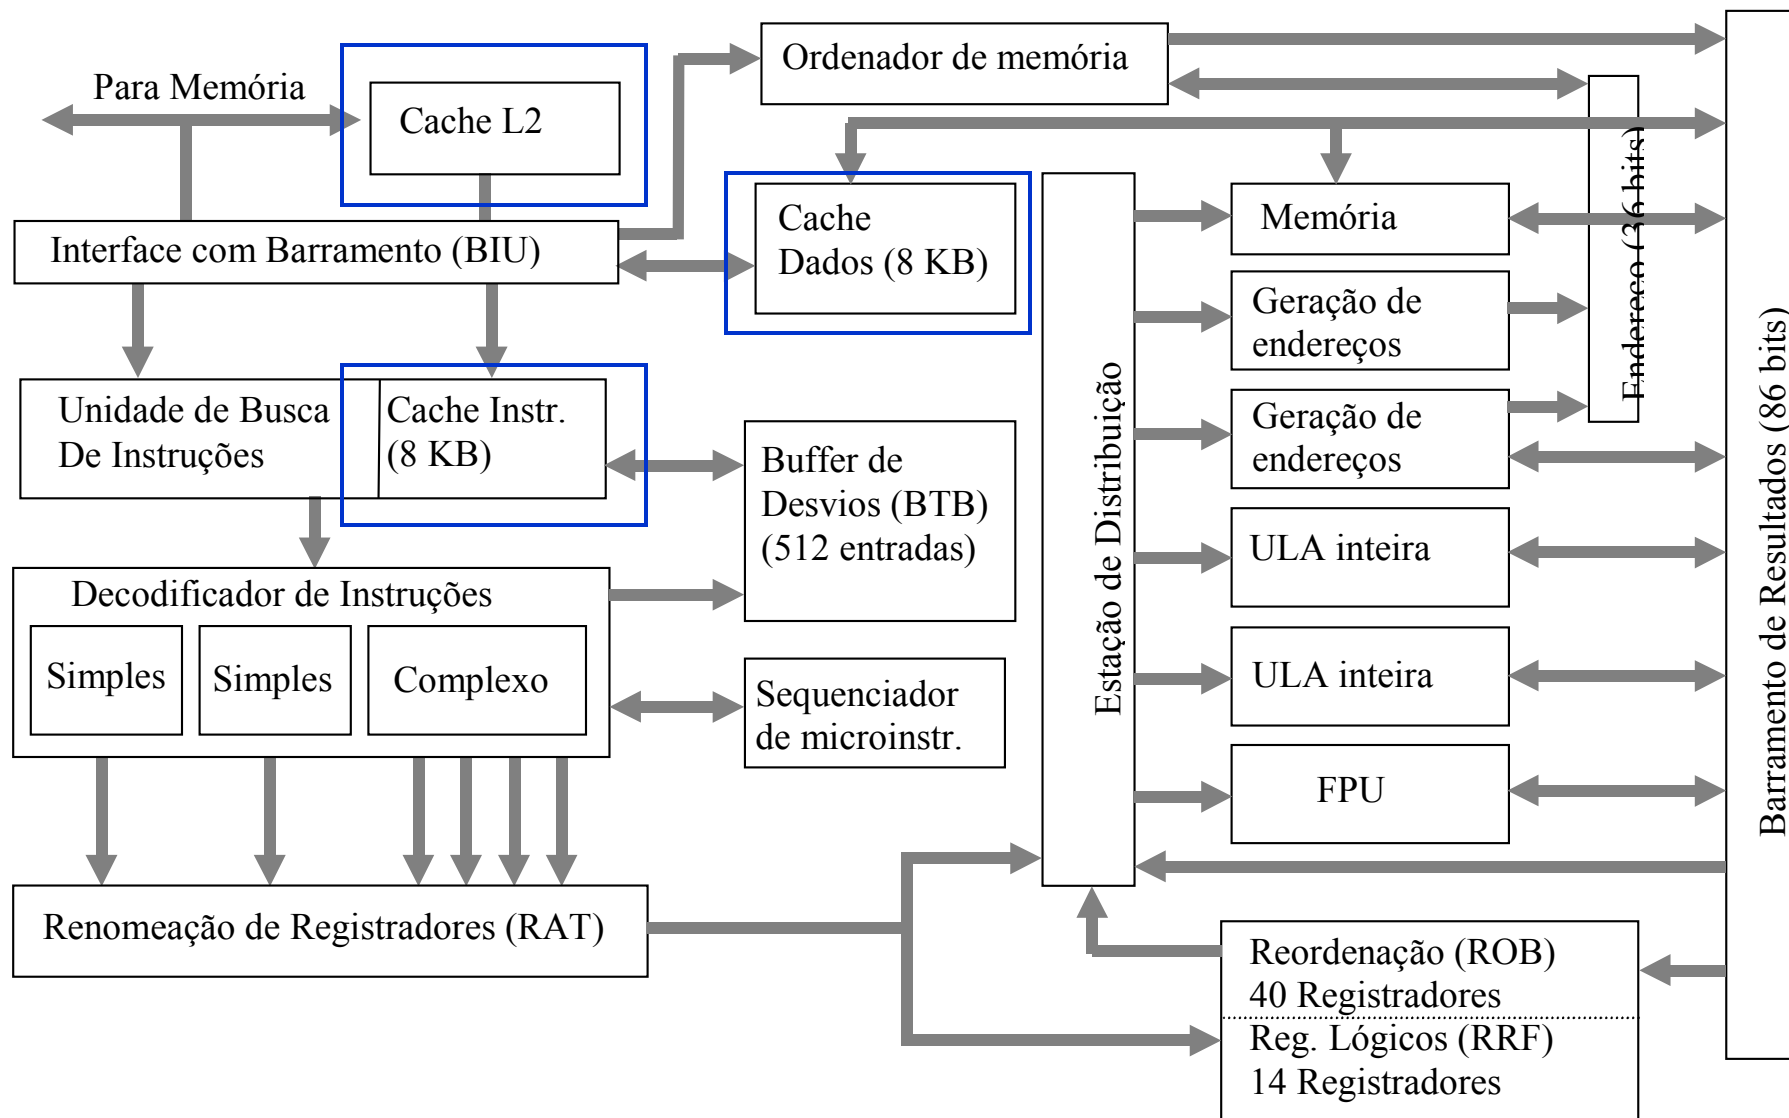 Para Memória
Cache L2
Ordenador de memória
Interface com Barramento (BIU)
Cache
Dados (8 KB)
Memória
Endereço (36 bits)
Geração de
endereços
Unidade de Busca
De Instruções
Cache Instr.
(8 KB)
Buffer de
Desvios (BTB)
(512 entradas)
Estação de Distribuição
Geração de
endereços
Barramento de Resultados (86 bits)
ULA inteira
Decodificador de Instruções
Simples
Simples
Complexo
Sequenciador
de microinstr.
ULA inteira
FPU
Renomeação de Registradores (RAT)
Reordenação (ROB)
40 Registradores
Reg. Lógicos (RRF)
14 Registradores